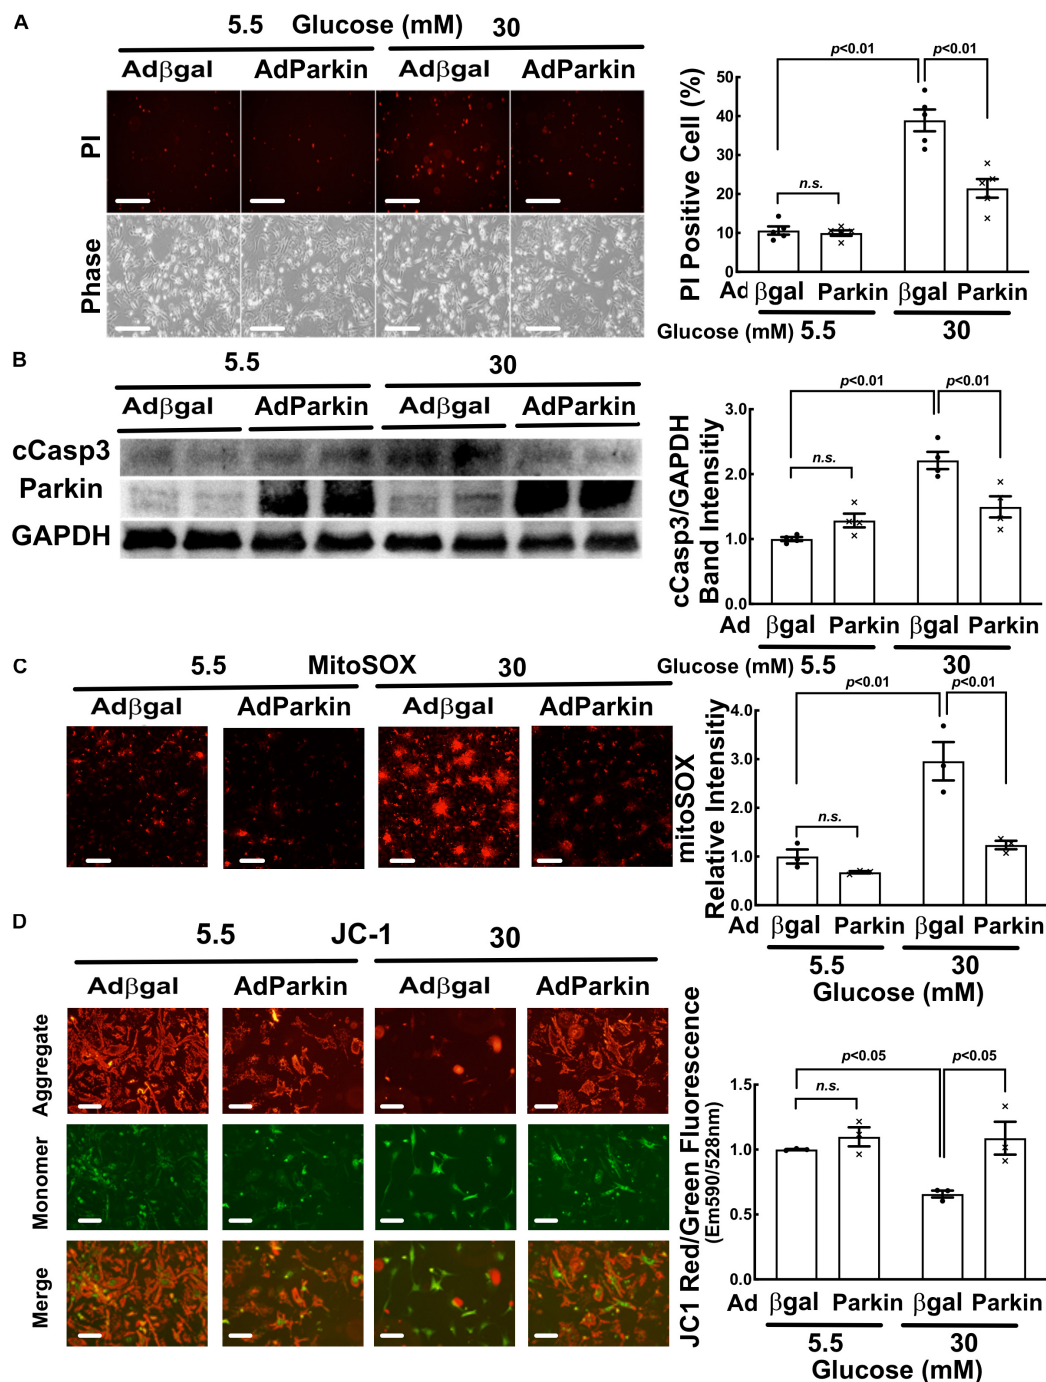 A
5.5 Glucose (mM) 30
Adβgal AdParkin Adβgal AdParkin
PI
Phase
p<0.01 p<0.01
n.s.
PI Positive Cell (%)
50
40
30
20
10
0
Ad βgal Parkin βgal Parkin
Glucose (mM) 5.5 30
B
5.5 30
Adβgal AdParkin Adβgal AdParkin
cCasp3
Parkin
GAPDH
p<0.01 p<0.01
n.s.
cCasp3/GAPDH
Band Intensitiy
3.0
2.0
1.0
0.0
Ad βgal Parkin βgal Parkin
Glucose (mM) 5.5 30
C
5.5 MitoSOX 30
Adβgal AdParkin Adβgal AdParkin
p<0.01 p<0.01
n.s.
mitoSOX
Relative Intensitiy
4.0
3.0
2.0
1.0
0.0
Ad βgal Parkin βgal Parkin
5.5 30
Glucose (mM)
D
5.5 JC-1 30
Adβgal AdParkin Adβgal AdParkin
Aggregate
Monomer
Merge
p<0.05 p<0.05
n.s.
JC1 Red/Green Fluorescence
(Em590/528nm)
1.5
1.0
0.5
0.0
Ad βgal Parkin βgal Parkin
5.5 30
Glucose (mM)